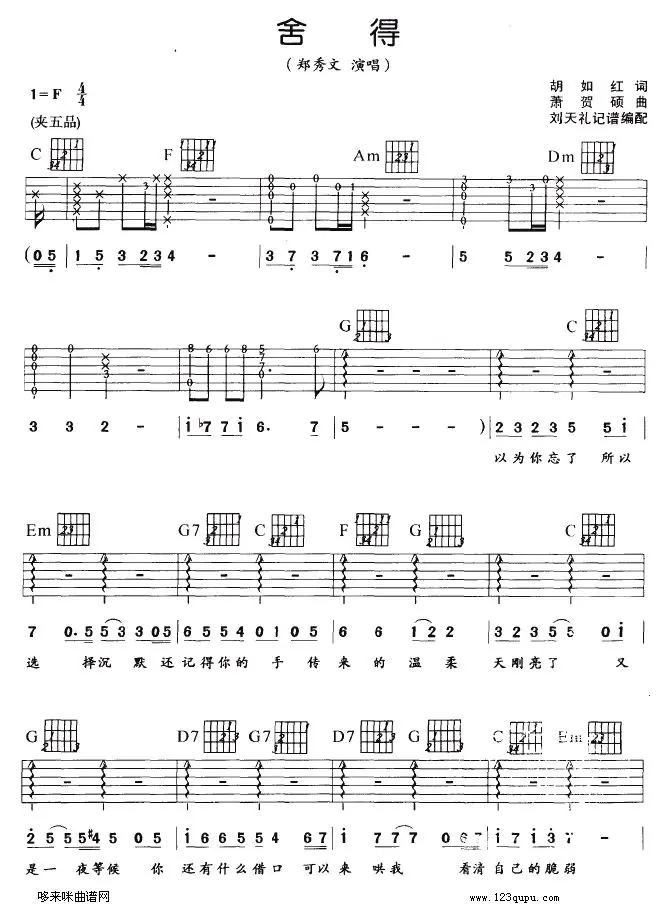 舍 得
（郑秀文 演唱）
1=F 4/4
胡 如 红 词
萧 贺 硕 曲
刘天礼记谱编配
(夹五品)
C F Am Dm
(0 5 | 1 5 3 2 3 4 - | 3 7 3 7 1 6 - | 5 5 2 3 4 -
G C
3 3 2 - | i ♭7 7 i 6. 7 | 5 - - ) | 2 3 2 3 5 5 i
以为你忘了 所以
Em G7 C F G C
7 0.5 5 3 3 0 5 | 6 5 5 4 0 1 0 5 | 6 6 1 2 2 | 3 2 3 5 5 0 i
选 择沉 默还记得你的 手 传 来 的 温 柔 天刚亮了 又
G D7 G7 D7 G C Em
2 5 5 5 #4 5 0 5 | i 6 6 5 5 4 6 7 | i 7 7 7 0 6 7 | i 7 i 3 7 -
是一 夜等候 你 还有什么借口 可以来 哄我 看清自己的脆弱
哆来咪曲谱网
www.123qupu.com